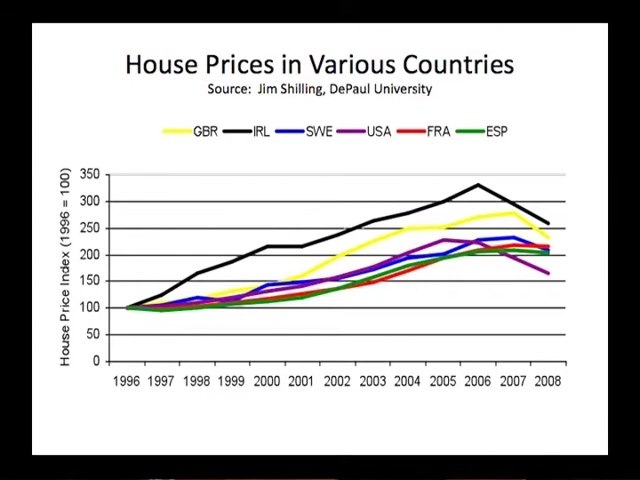 House Prices in Various Countries
Source: Jim Shilling, DePaul University
GBR IRL SWE USA FRA ESP
House Price Index (1996 = 100)
350
300
250
200
150
100
50
0
1996 1997 1998 1999 2000 2001 2002 2003 2004 2005 2006 2007 2008